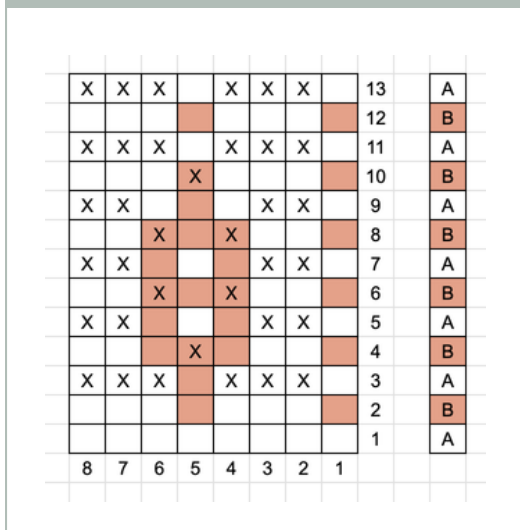 X X X X X X 13 A
12 B
X X X X X X 11 A
X 10 B
X X X X 9 A
X X 8 B
X X X X 7 A
X X 6 B
X X X X 5 A
X 4 B
X X X X X X 3 A
2 B
1 A
8 7 6 5 4 3 2 1